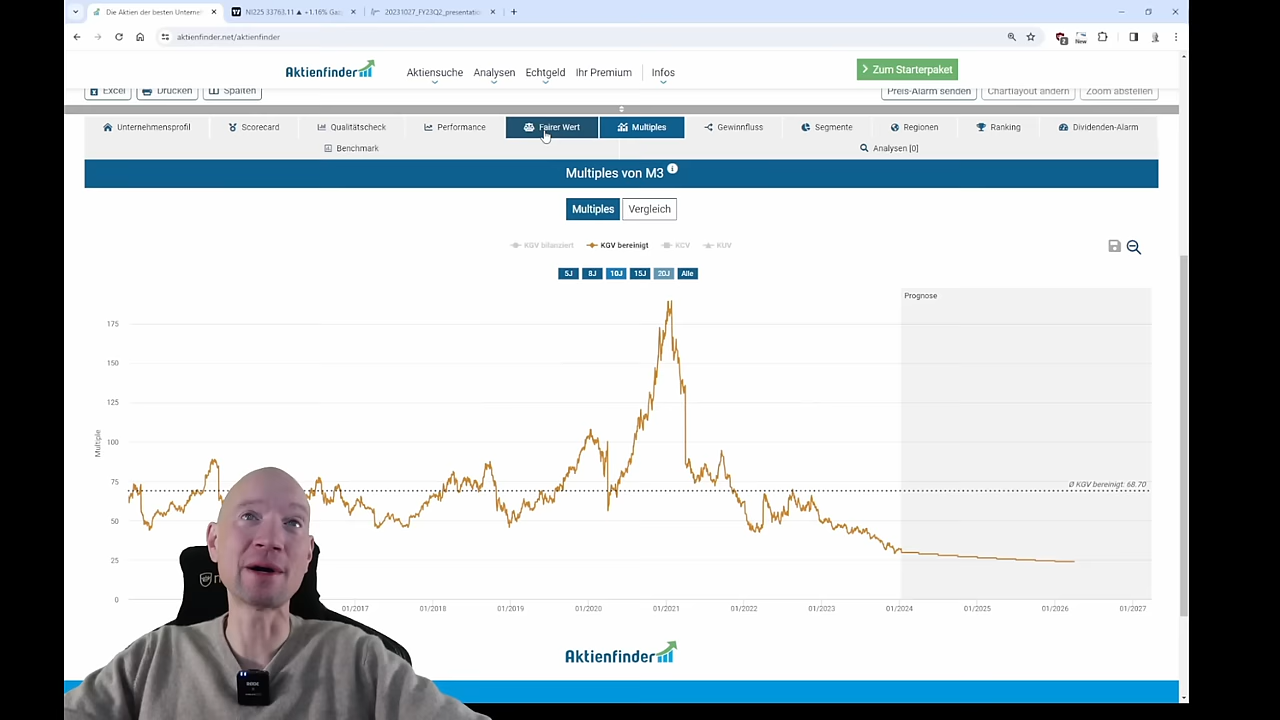 Die Aktien der besten Unterne
NI225 33763.11 ▲ +1.16%
20231027_FY23Q2_presentatio
aktienfinder.net/aktienfinder
New
Aktienfinder
Aktiensuche
Analysen
Echtgeld
Ihr Premium
Infos
Zum Starterpaket
Excel
Drucken
Spalten
Preis-Alarm senden
Chartlayout ändern
Zoom abstellen
Unternehmensprofil
Scorecard
Qualitätscheck
Performance
Fairer Wert
Multiples
Gewinnfluss
Segmente
Regionen
Ranking
Dividenden-Alarm
Benchmark
Analysen [0]
Multiples von M3
Multiples
Vergleich
KGV bilanziert
KGV bereinigt
KCV
KUV
5J
8J
10J
15J
20J
Alle
Prognose
175
150
125
100
75
50
25
0
Multiple
Ø KGV bereinigt: 68.70
01/2017
01/2018
01/2019
01/2020
01/2021
01/2022
01/2023
01/2024
01/2025
01/2026
01/2027
Aktienfinder